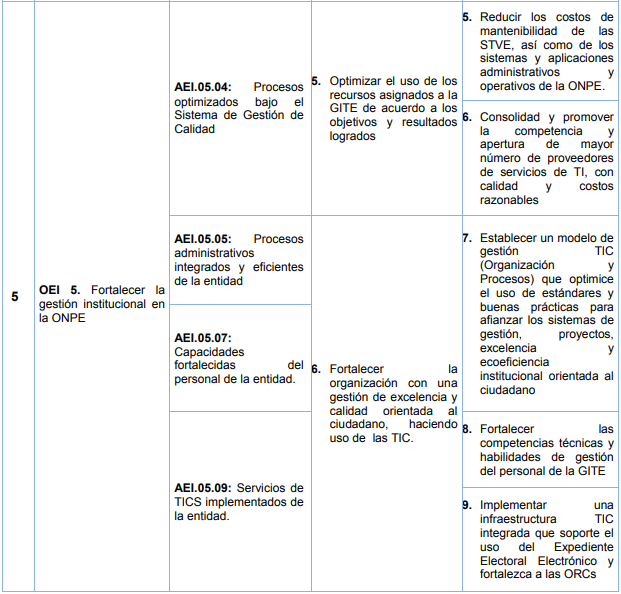 5
OEI 5. Fortalecer la
gestión institucional en
la ONPE
AEI.05.04: Procesos
optimizados bajo el
Sistema de Gestión de
Calidad
5. Optimizar el uso de los
recursos asignados a la
GITE de acuerdo a los
objetivos y resultados
logrados
5. Reducir los costos de
mantenibilidad de las
STVE, así como de los
sistemas y aplicaciones
administrativos y
operativos de la ONPE.
6. Consolidad y promover
la competencia y
apertura de mayor
número de proveedores
de servicios de TI, con
calidad y costos
razonables
AEI.05.05: Procesos
administrativos
integrados y eficientes
de la entidad
AEI.05.07:
Capacidades
fortalecidas del
personal de la entidad.
AEI.05.09: Servicios de
TICS implementados de
la entidad.
6. Fortalecer la
organización con una
gestión de excelencia y
calidad orientada al
ciudadano, haciendo
uso de las TIC.
7. Establecer un modelo de
gestión TIC
(Organización y
Procesos) que optimice
el uso de estándares y
buenas prácticas para
afianzar los sistemas de
gestión, proyectos,
excelencia y
ecoeficiencia
institucional orientada al
ciudadano
8. Fortalecer las
competencias técnicas y
habilidades de gestión
del personal de la GITE
9. Implementar una
infraestructura TIC
integrada que soporte el
uso del Expediente
Electoral Electrónico y
fortalezca a las ORCs